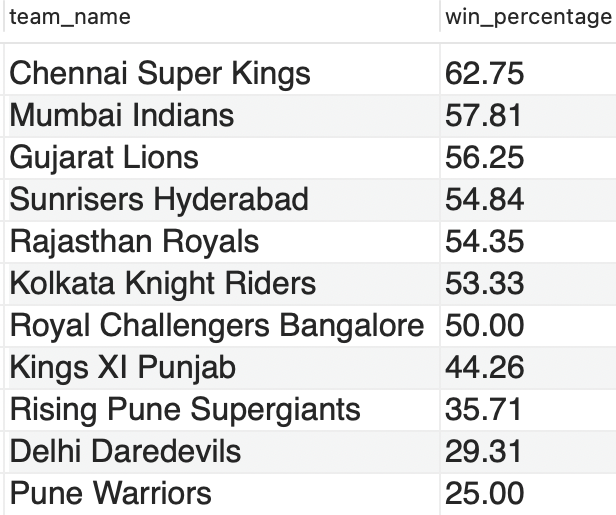 team_name win_percentage
Chennai Super Kings 62.75
Mumbai Indians 57.81
Gujarat Lions 56.25
Sunrisers Hyderabad 54.84
Rajasthan Royals 54.35
Kolkata Knight Riders 53.33
Royal Challengers Bangalore 50.00
Kings XI Punjab 44.26
Rising Pune Supergiants 35.71
Delhi Daredevils 29.31
Pune Warriors 25.00